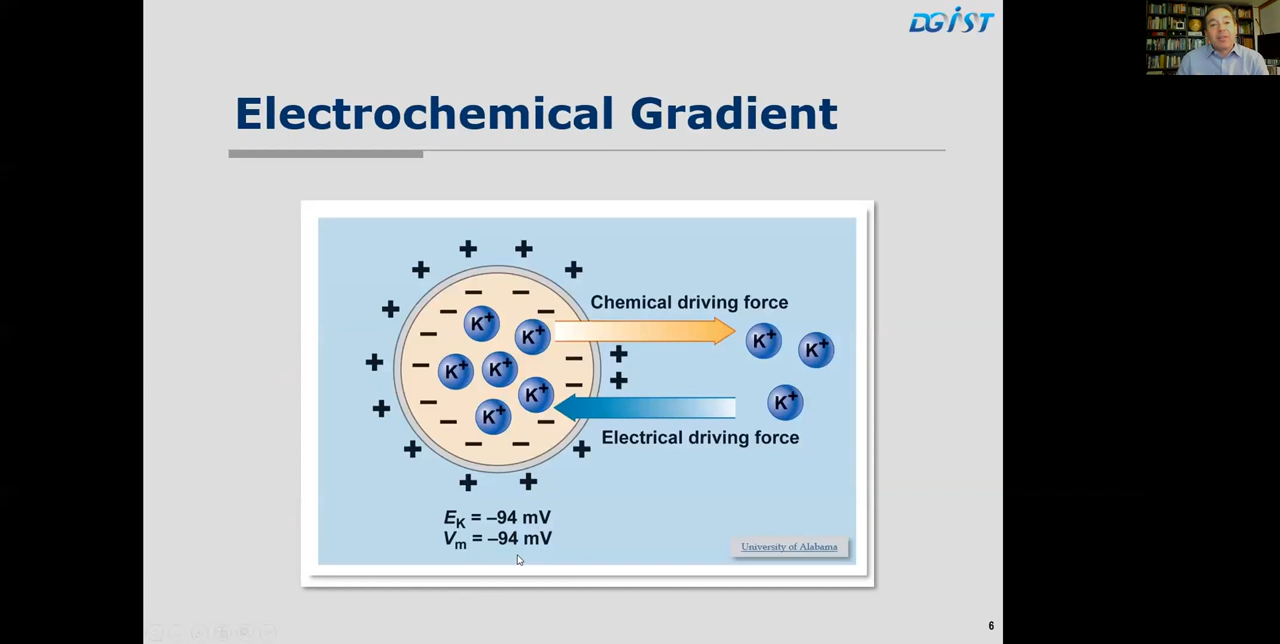 DGIST
Electrochemical Gradient
+ +
+ +
+
− −
− −
K+ K+
Chemical driving force
K+ K+
−
+
+ − −
+
K+ K+
+
−
K+
−
+
K+
K+
− −
Electrical driving force
+ − − +
+ +
EK = –94 mV
Vm = –94 mV
University of Alabama
6